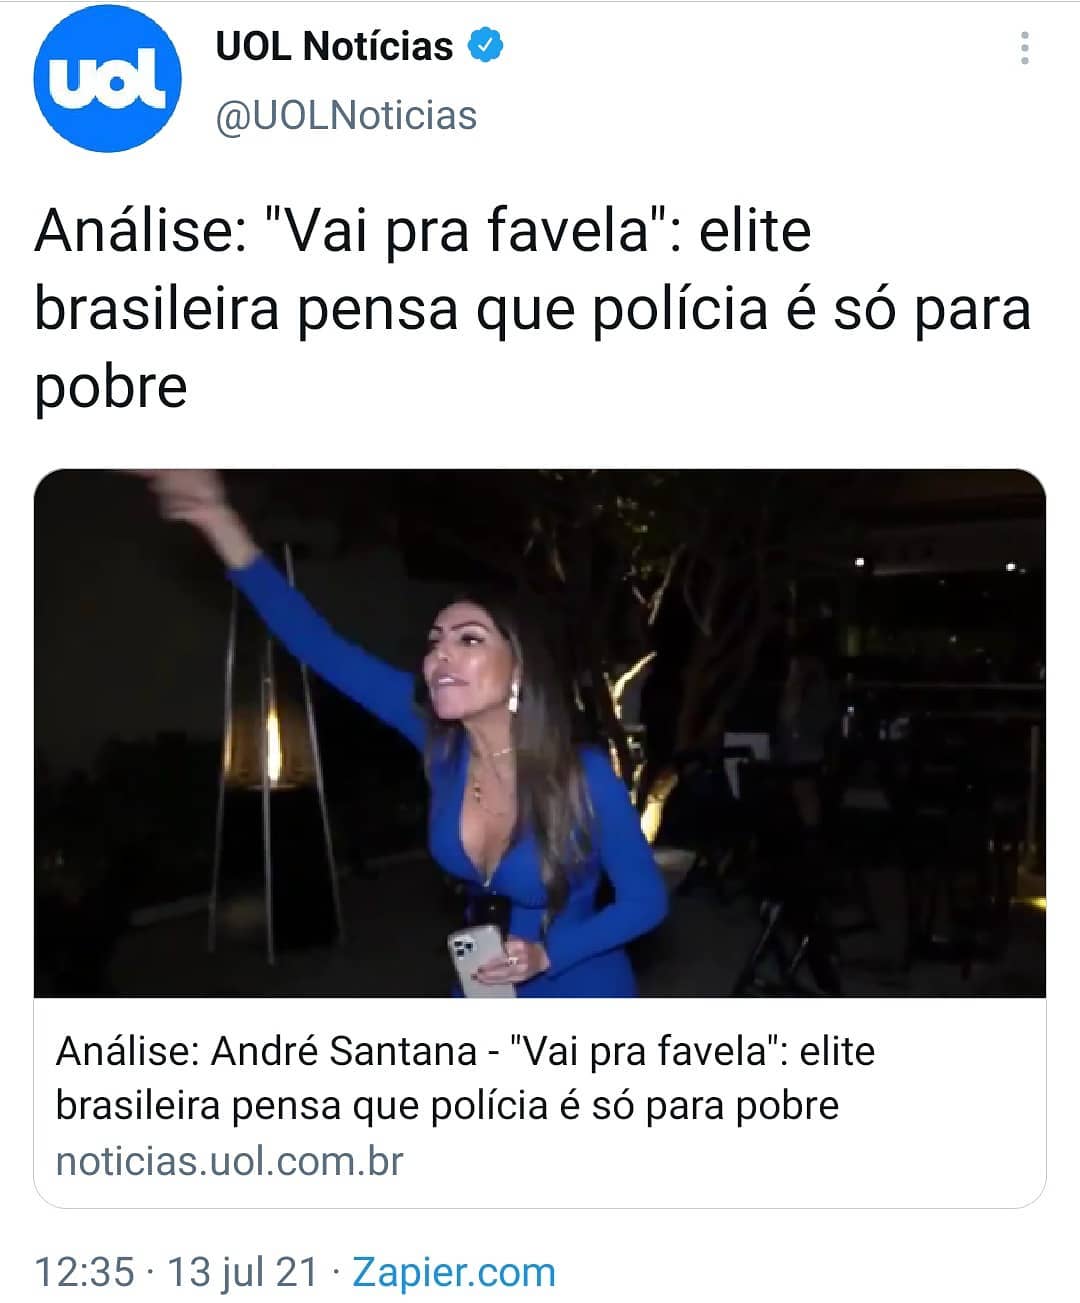 uol
UOL Notícias
@UOLNoticias
Análise: "Vai pra favela": elite
brasileira pensa que polícia é só para
pobre
Análise: André Santana - "Vai pra favela": elite
brasileira pensa que polícia é só para pobre
noticias.uol.com.br
12:35 · 13 jul 21 · Zapier.com